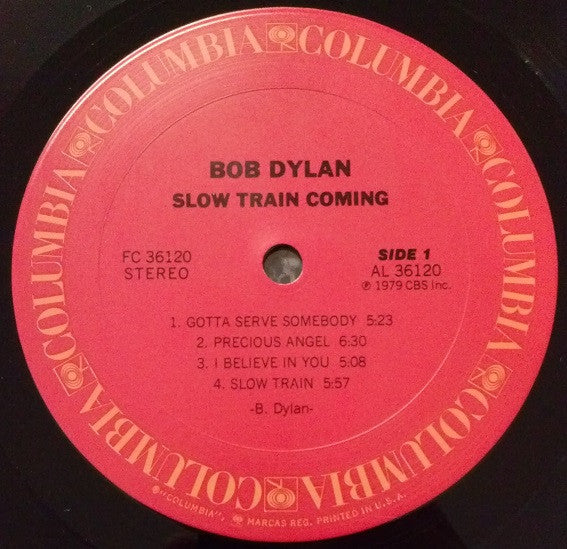 COLUMBIA COLUMBIA COLUMBIA COLUMBIA COLUMBIA COLUMBIA
BOB DYLAN
SLOW TRAIN COMING
FC 36120
STEREO
SIDE 1
AL 36120
℗ 1979 CBS Inc.
1. GOTTA SERVE SOMEBODY 5:23
2. PRECIOUS ANGEL 6:30
3. I BELIEVE IN YOU 5:08
4. SLOW TRAIN 5:57
-B. Dylan-
®"COLUMBIA", MARCAS REG. PRINTED IN U.S.A.